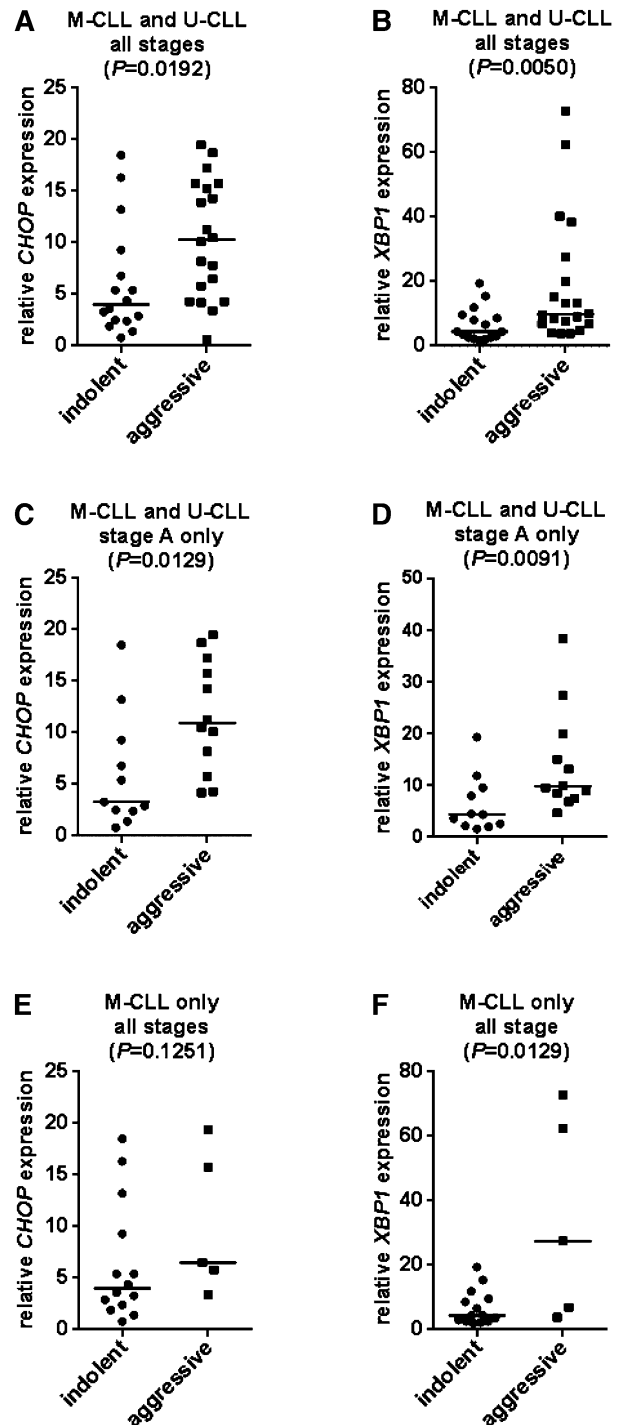 A
M-CLL and U-CLL
all stages
(P=0.0192)
relative CHOP expression
25
20
15
10
5
0
indolent
aggressive
B
M-CLL and U-CLL
all stages
(P=0.0050)
relative XBP1 expression
80
60
40
20
0
indolent
aggressive
C
M-CLL and U-CLL
stage A only
(P=0.0129)
relative CHOP expression
25
20
15
10
5
0
indolent
aggressive
D
M-CLL and U-CLL
stage A only
(P=0.0091)
relative XBP1 expression
50
40
30
20
10
0
indolent
aggressive
E
M-CLL only
all stages
(P=0.1251)
relative CHOP expression
25
20
15
10
5
0
indolent
aggressive
F
M-CLL only
all stage
(P=0.0129)
relative XBP1 expression
80
60
40
20
0
indolent
aggressive